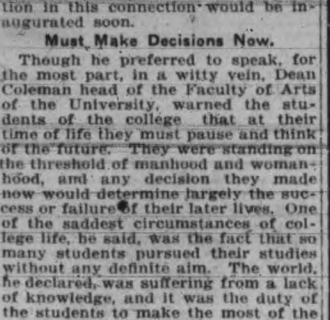 tion in this connection would be in-
augurated soon.
Must Make Decisions Now.
Though he preferred to speak, for
the most part, in a witty vein, Dean
Coleman head of the Faculty of Arts
of the University, warned the stu-
dents of the college that at their
time of life they must pause and think
of the future. They were standing on
the threshold of manhood and woman-
hood, and any decision they made
now would determine largely the suc-
cess or failure of their later lives. One
of the saddest circumstances of col-
lege life, he said, was the fact that so
many students pursued their studies
without any definite aim. The world,
he declared, was suffering from a lack
of knowledge, and it was the duty of
the students to make the most of the